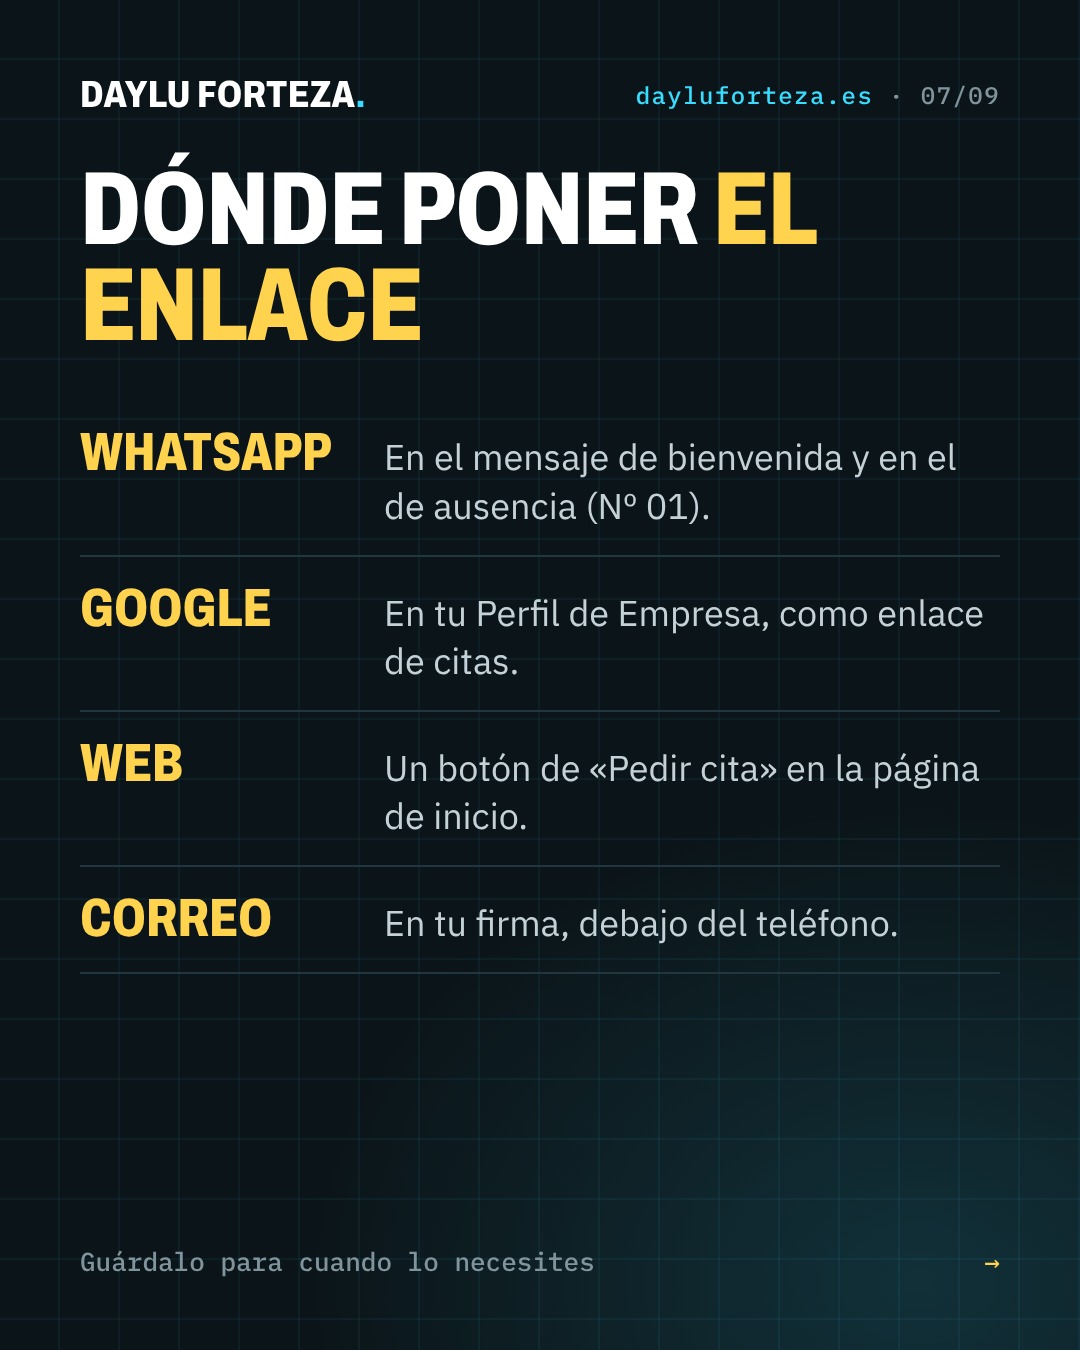 DAYLU FORTEZA.
dayluforteza.es · 07/09
DÓNDE PONER EL
ENLACE
WHATSAPP
En el mensaje de bienvenida y en el
de ausencia (Nº 01).
GOOGLE
En tu Perfil de Empresa, como enlace
de citas.
WEB
Un botón de «Pedir cita» en la página
de inicio.
CORREO
En tu firma, debajo del teléfono.
Guárdalo para cuando lo necesites
→